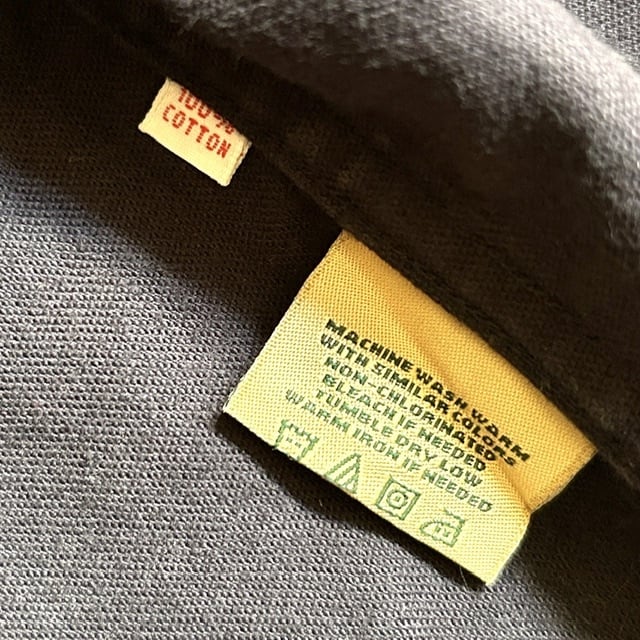 100%
COTTON
MACHINE WASH WARM
WITH SIMILAR COLORS
NON-CHLORINATED
BLEACH IF NEEDED
TUMBLE DRY LOW
WARM IRON IF NEEDED